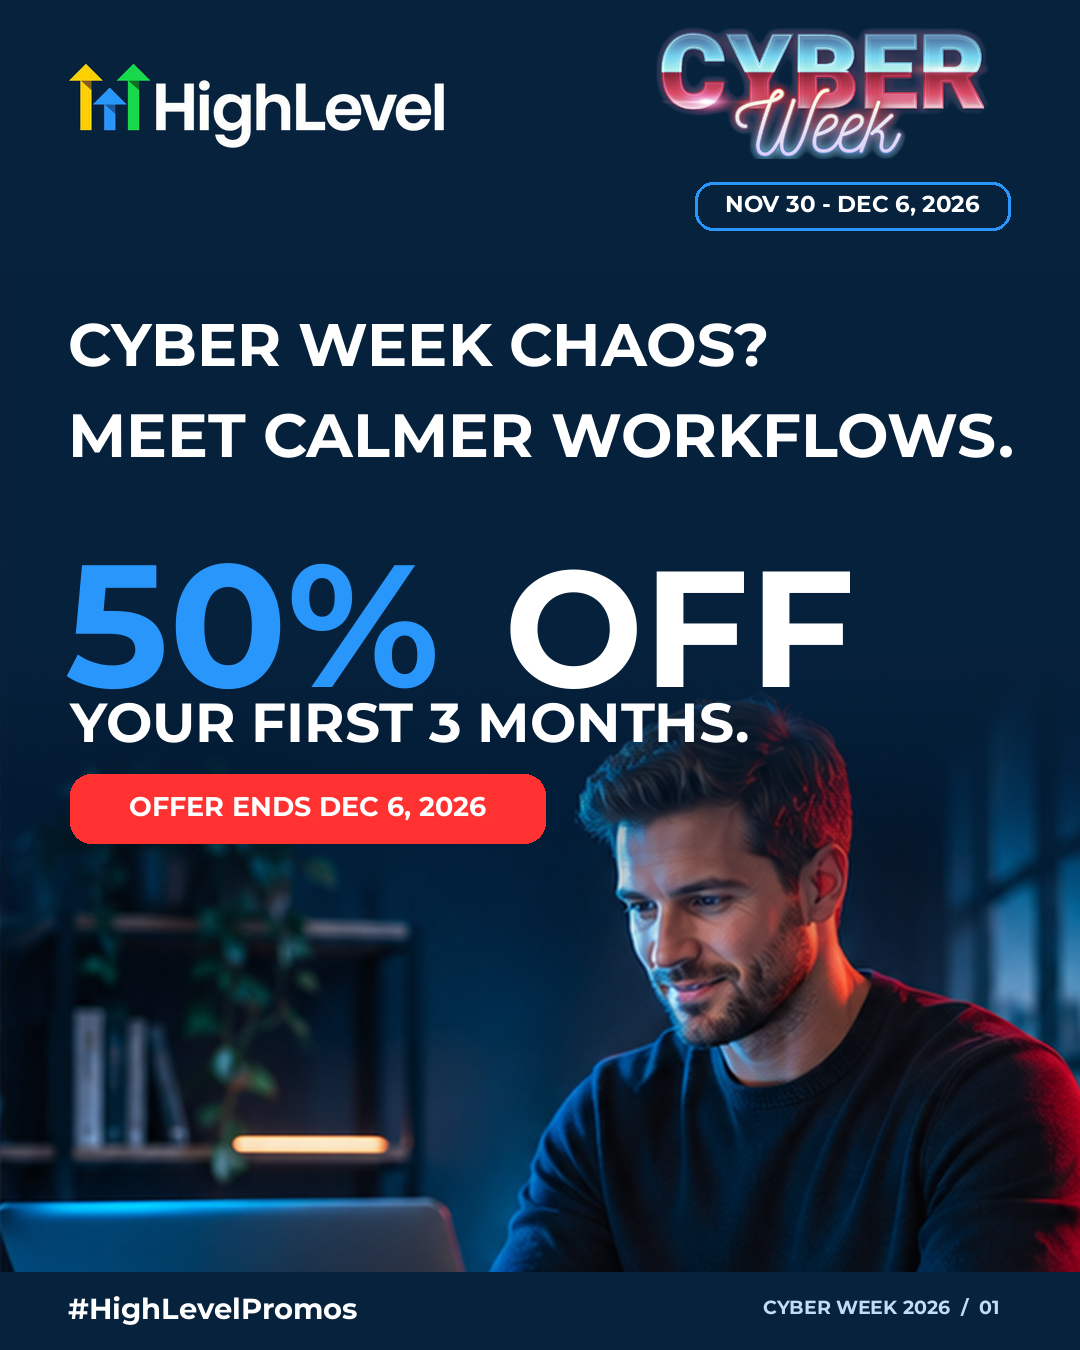 HighLevel
CYBER
Week
NOV 30 - DEC 6, 2026
CYBER WEEK CHAOS?
MEET CALMER WORKFLOWS.
50% OFF
YOUR FIRST 3 MONTHS.
OFFER ENDS DEC 6, 2026
#HighLevelPromos
CYBER WEEK 2026 / 01